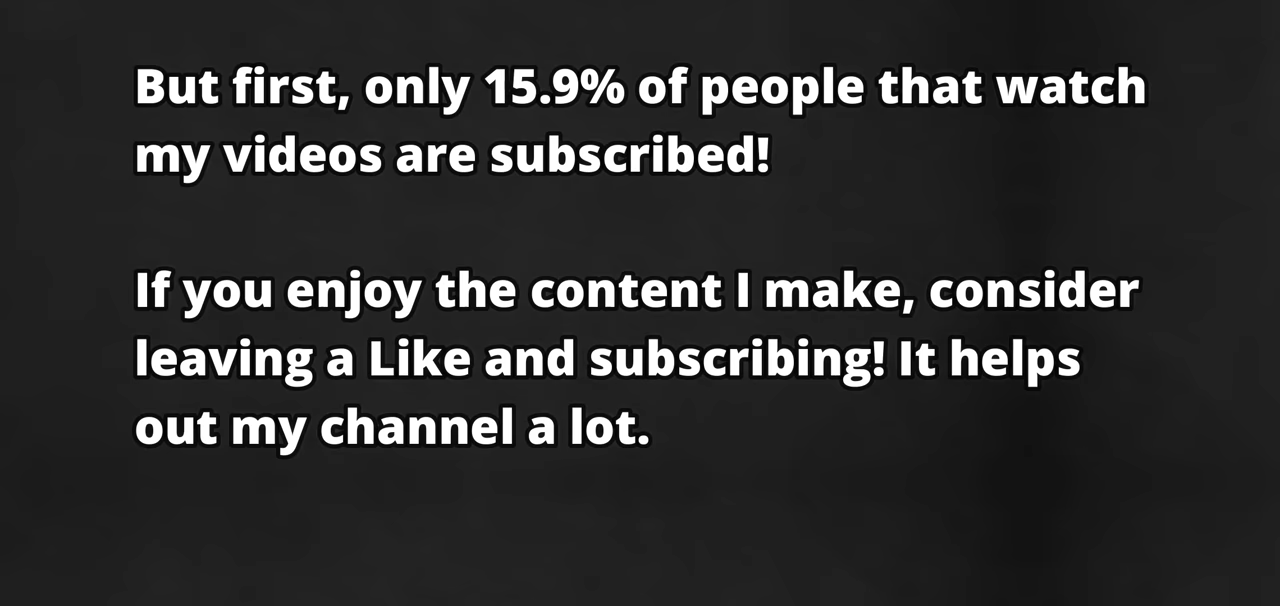 But first, only 15.9% of people that watch
my videos are subscribed!
If you enjoy the content I make, consider
leaving a Like and subscribing! It helps
out my channel a lot.